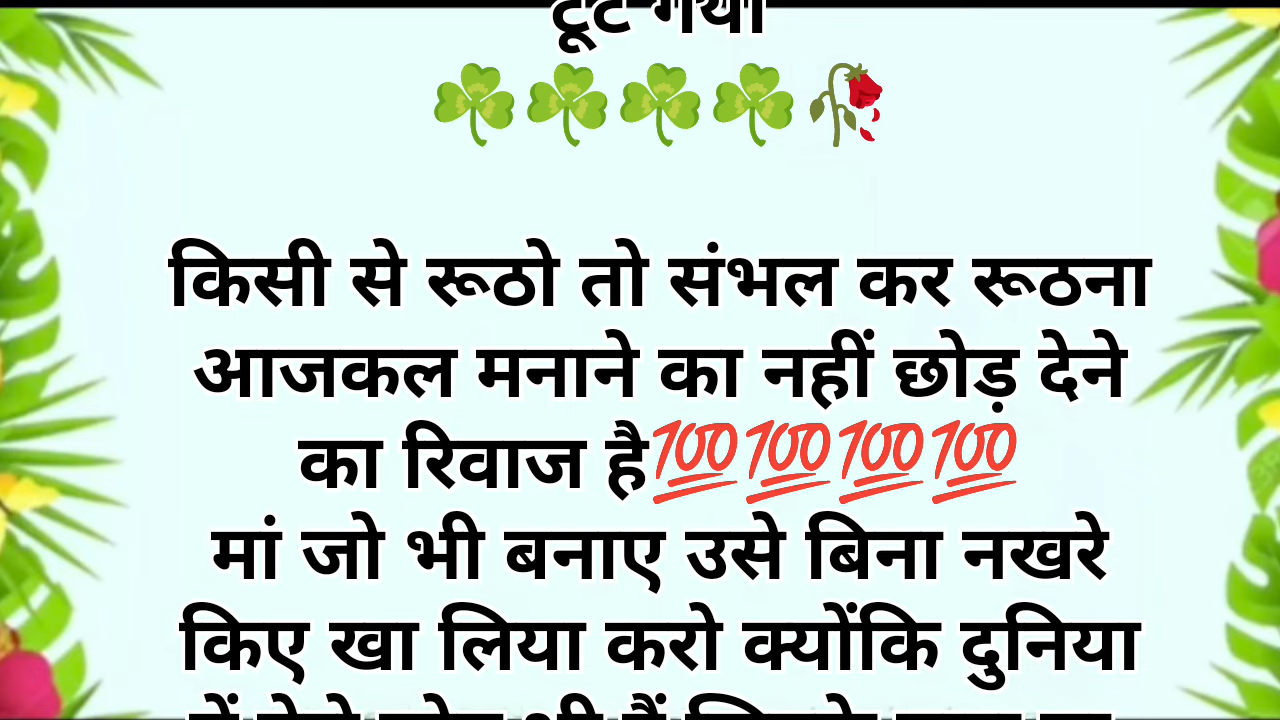 टूट गया
☘️☘️☘️☘️🥀
किसी से रूठो तो संभल कर रूठना
आजकल मनाने का नहीं छोड़ देने
का रिवाज है💯💯💯💯
मां जो भी बनाए उसे बिना नखरे
किए खा लिया करो क्योंकि दुनिया